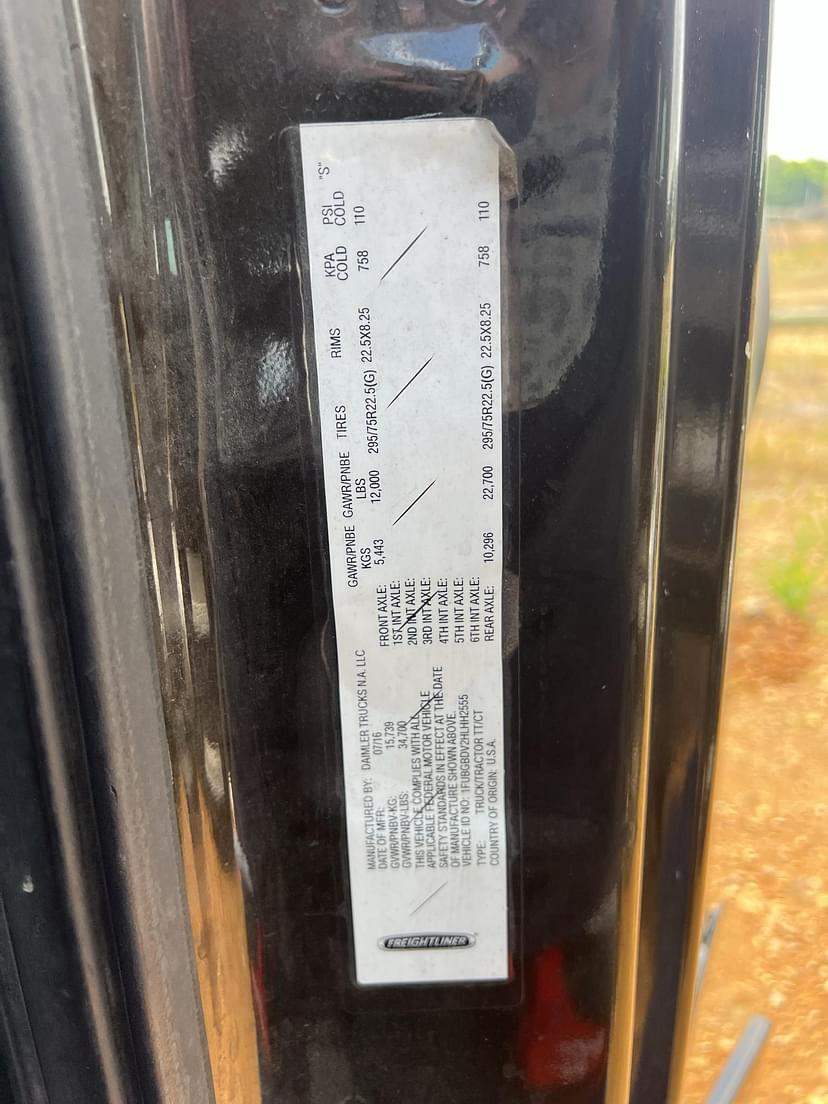 FREIGHTLINER
MANUFACTURED BY: DAIMLER TRUCKS N.A. LLC
DATE OF MFR: 07/16
GVWR/PNBV-KG: 15,739
GVWR/PNBV-LBS: 34,700
THIS VEHICLE COMPLIES WITH ALL
APPLICABLE FEDERAL MOTOR VEHICLE
SAFETY STANDARDS IN EFFECT AT THE DATE
OF MANUFACTURE SHOWN ABOVE.
VEHICLE ID NO: 1FUBGBDV2HLHH2555
TYPE: TRUCK/TRACTOR TT/CT
COUNTRY OF ORIGIN: U.S.A.
GAWR/PNBE GAWR/PNBE TIRES RIMS KPA PSI "S"
KGS LBS COLD COLD
FRONT AXLE: 5,443 12,000 295/75R22.5(G) 22.5X8.25 758 110
1ST INT AXLE:
2ND INT AXLE:
3RD INT AXLE:
4TH INT AXLE:
5TH INT AXLE:
6TH INT AXLE:
REAR AXLE: 10,296 22,700 295/75R22.5(G) 22.5X8.25 758 110